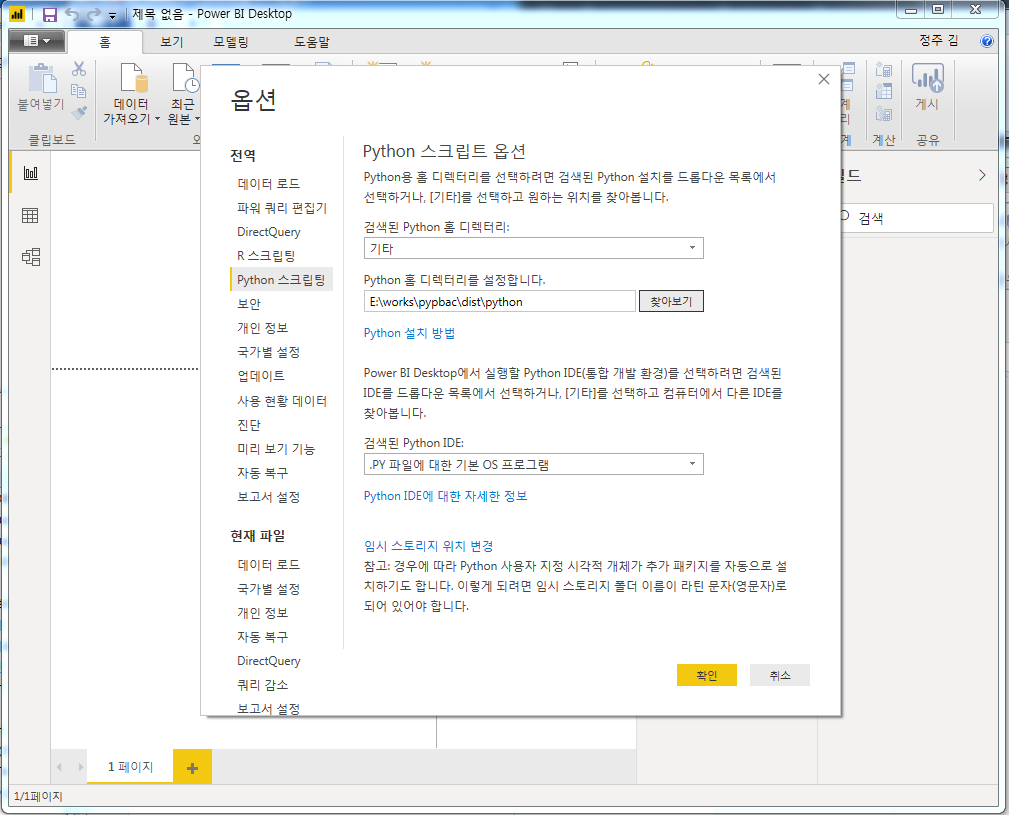 제목 없음 - Power BI Desktop
홈 보기 모델링 도움말 정주 김
붙여넣기
데이터
가져오기
최근
원본
게시
클립보드 계산 공유
옵션
전역
데이터 로드
파워 쿼리 편집기
DirectQuery
R 스크립팅
Python 스크립팅
보안
개인 정보
국가별 설정
업데이트
사용 현황 데이터
진단
미리 보기 기능
자동 복구
보고서 설정
현재 파일
데이터 로드
국가별 설정
개인 정보
자동 복구
DirectQuery
쿼리 감소
보고서 설정
Python 스크립트 옵션
Python용 홈 디렉터리를 선택하려면 검색된 Python 설치를 드롭다운 목록에서
선택하거나, [기타]를 선택하고 원하는 위치를 찾아봅니다.
검색된 Python 홈 디렉터리:
기타
Python 홈 디렉터리를 설정합니다.
E:\works\pypbac\dist\python 찾아보기
Python 설치 방법
Power BI Desktop에서 실행할 Python IDE(통합 개발 환경)를 선택하려면 검색된
IDE를 드롭다운 목록에서 선택하거나, [기타]를 선택하고 컴퓨터에서 다른 IDE를
찾아봅니다.
검색된 Python IDE:
.PY 파일에 대한 기본 OS 프로그램
Python IDE에 대한 자세한 정보
임시 스토리지 위치 변경
참고: 경우에 따라 Python 사용자 지정 시각적 개체가 추가 패키지를 자동으로 설
치하기도 합니다. 이렇게 되려면 임시 스토리지 폴더 이름이 라틴 문자(영문자)로
되어 있어야 합니다.
확인 취소
검색
1 페이지
1/1페이지